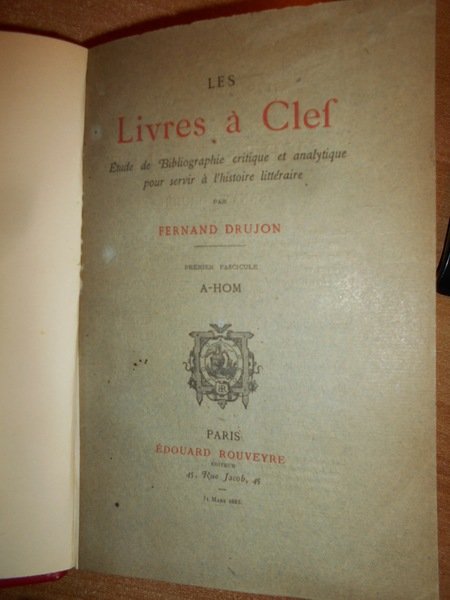 LES
Livres à Clef
Étude de Bibliographie critique et analytique
pour servir à l'histoire littéraire
PAR
FERNAND DRUJON
PREMIER FASCICULE
A-HOM
PARIS
ÉDOUARD ROUVEYRE
ÉDITEUR
45, Rue Jacob, 45